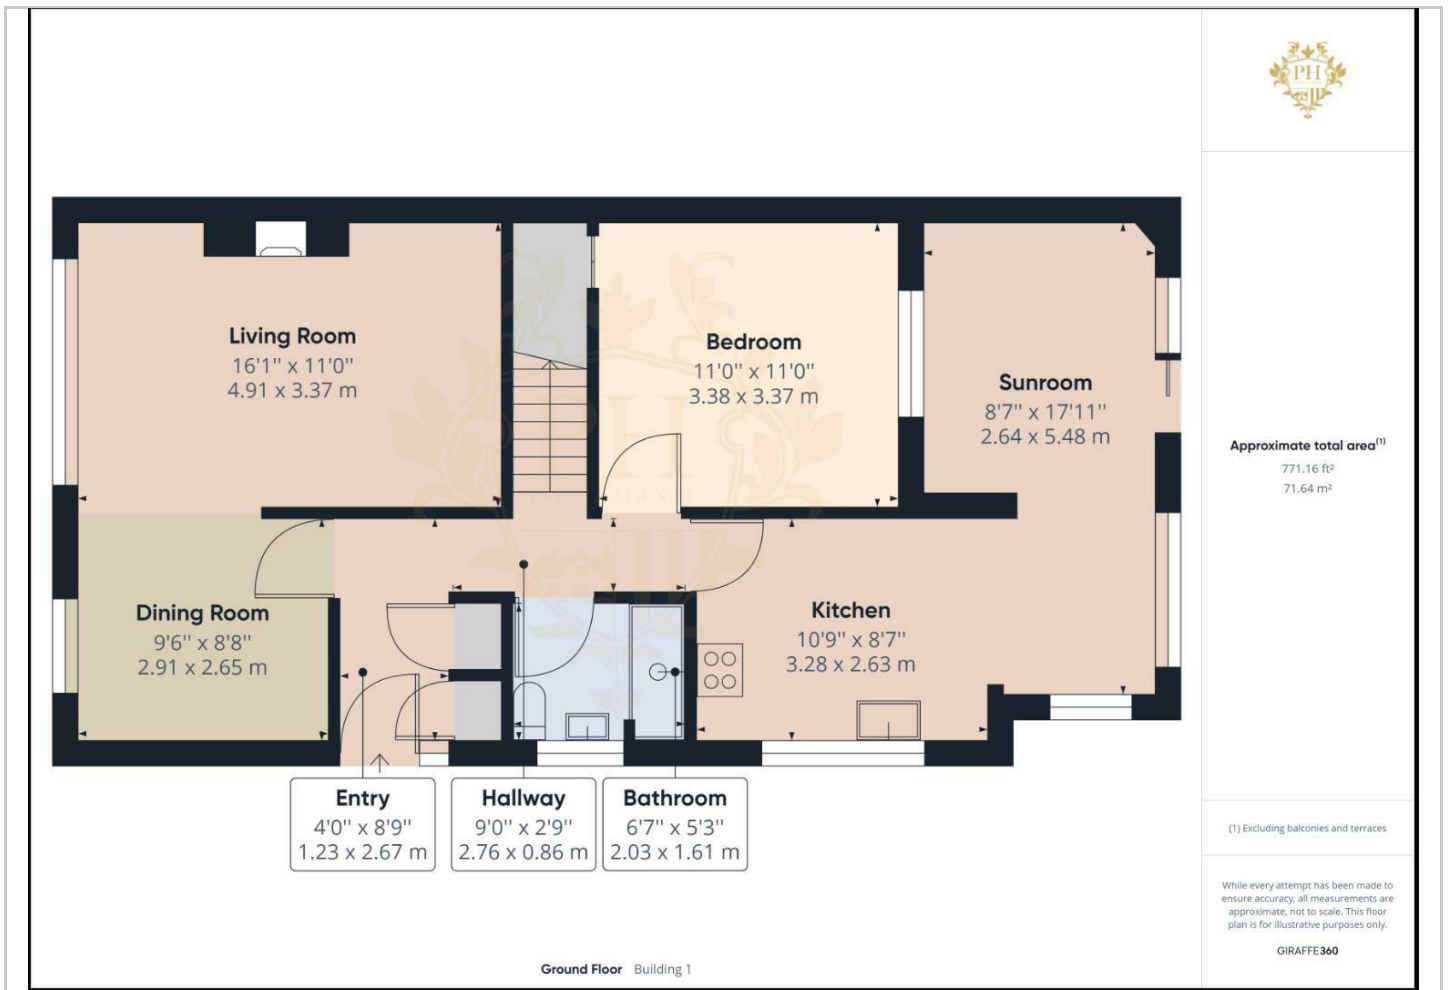 PH
Living Room
16'1" x 11'0"
4.91 x 3.37 m
Bedroom
11'0" x 11'0"
3.38 x 3.37 m
Sunroom
8'7" x 17'11"
2.64 x 5.48 m
Dining Room
9'6" x 8'8"
2.91 x 2.65 m
Kitchen
10'9" x 8'7"
3.28 x 2.63 m
Entry
4'0" x 8'9"
1.23 x 2.67 m
Hallway
9'0" x 2'9"
2.76 x 0.86 m
Bathroom
6'7" x 5'3"
2.03 x 1.61 m
PH
AGENTS
Approximate total area(1)
771.16 ft²
71.64 m²
(1) Excluding balconies and terraces
While every attempt has been made to
ensure accuracy, all measurements are
approximate, not to scale. This floor
plan is for illustrative purposes only.
GIRAFFE360
Ground Floor Building 1